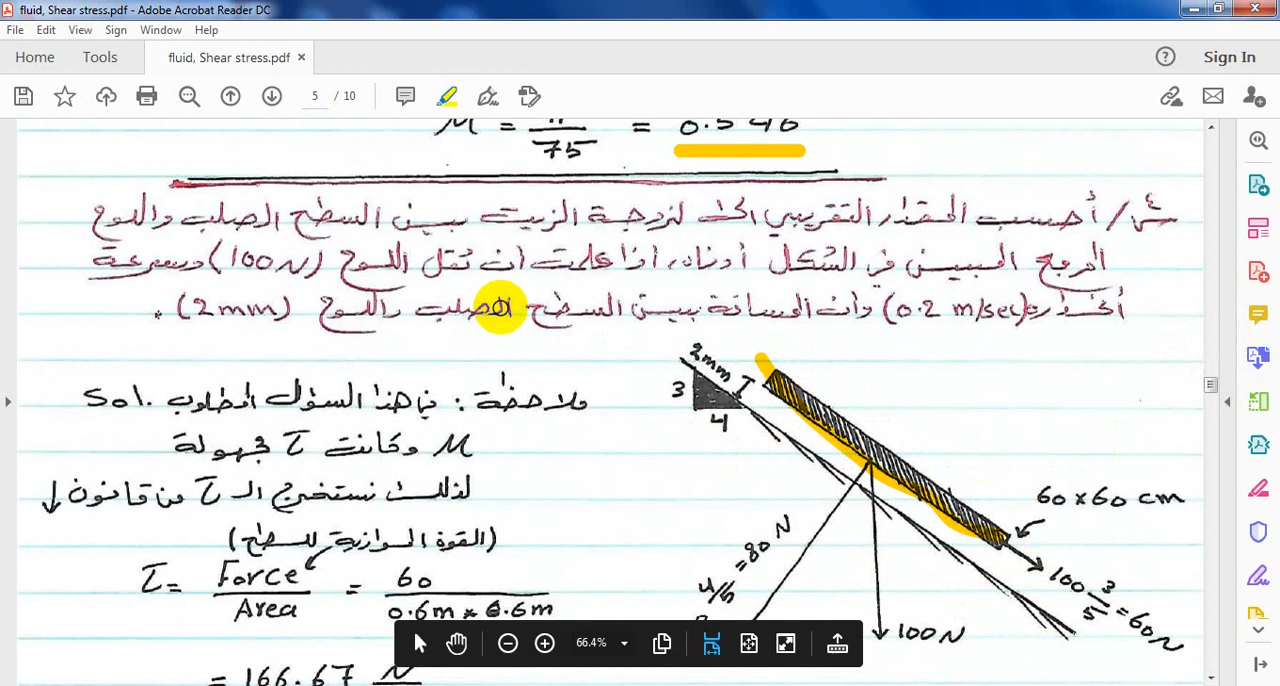 fluid, Shear stress.pdf - Adobe Acrobat Reader DC
File Edit View Sign Window Help
Home Tools fluid, Shear stress.pdf × Sign In
5 / 10
M = / 75 = 0.546
س/ أحسب المقدار التقريبي الى لزوجة الزيت بين السطح الصلب واللوح
المربع المبين في الشكل أدناه، اذا علمت ان ثقل اللوح (100N) وسرعة
أنحداره (0.2 m/sec) وان المسافة بين السطح الصلب واللوح (2mm).
Sol. ملاحظة: في هذا السؤال المطلوب
M وكانت τ مجهولة
لذلك نستخرج الـ τ من قانون ↓
(القوة الموازية للسطح)
τ = Force / Area = 60 / 0.6m × 0.6m
= 166.67 N
2mm
3
4
60 x 60 cm
4/5 = 80 N
100 3/5 = 60N
100N
66.4%